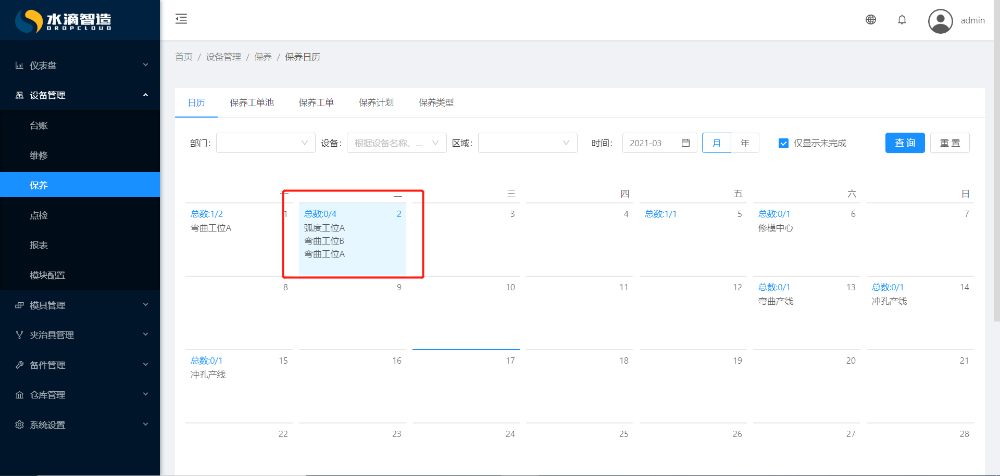 水滴智造
DROPCLOUD
admin
仪表盘
设备管理
台账
维修
保养
点检
报表
模块配置
模具管理
夹治具管理
备件管理
仓库管理
系统设置
首页 / 设备管理 / 保养 / 保养日历
日历 保养工单池 保养工单 保养计划 保养类型
部门: 设备: 根据设备名称、... 区域: 时间: 2021-03 月 年 仅显示未完成 查 询 重 置
一 二 三 四 五 六 日
总数:1/2 1
弯曲工位A
总数:0/4 2
弧度工位A
弯曲工位B
弯曲工位A
3
4
总数:1/1 5
总数:0/1 6
修模中心
7
8
9
10
11
12
总数:0/1 13
弯曲产线
总数:0/1 14
冲孔产线
总数:0/1 15
冲孔产线
16
17
18
19
20
21
22
23
24
25
26
27
28